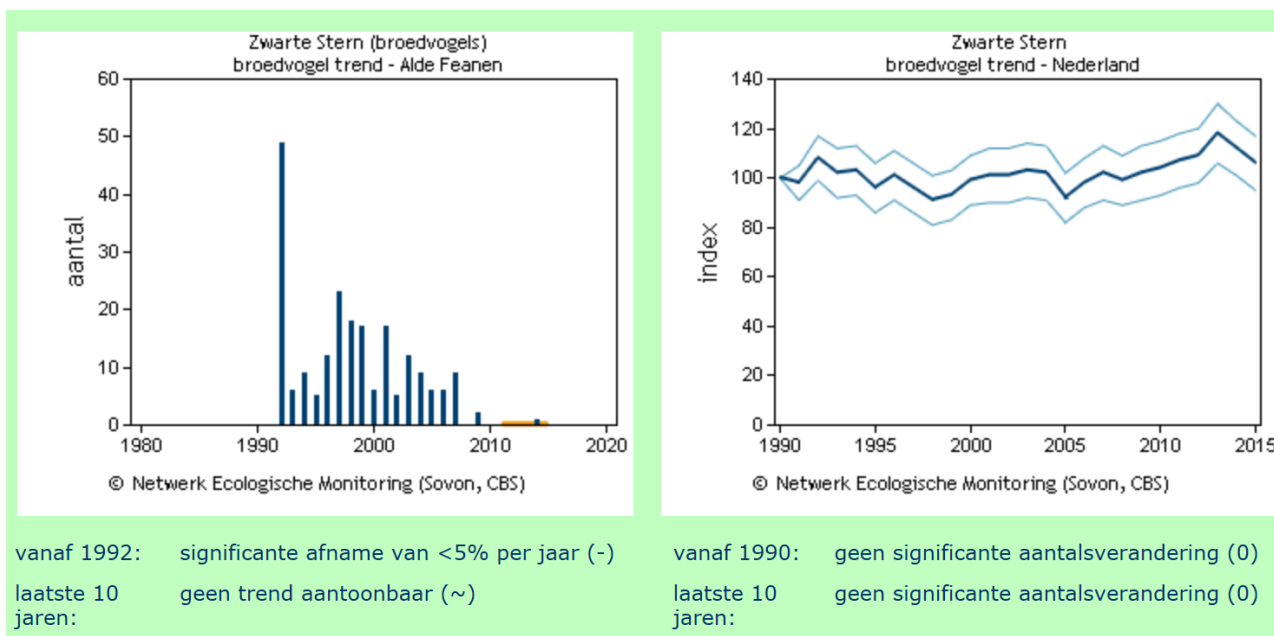 Zwarte Stern (broedvogels)
broedvogel trend - Alde Feanen
60
50
40
30
20
10
0
aantal
1980 1990 2000 2010 2020
© Netwerk Ecologische Monitoring (Sovon, CBS)
vanaf 1992: significante afname van <5% per jaar (-)
laatste 10 geen trend aantoonbaar (~)
jaren:
Zwarte Stern
broedvogel trend - Nederland
140
120
100
80
60
40
20
0
index
1990 1995 2000 2005 2010 2015
© Netwerk Ecologische Monitoring (Sovon, CBS)
vanaf 1990: geen significante aantalsverandering (0)
laatste 10 geen significante aantalsverandering (0)
jaren: